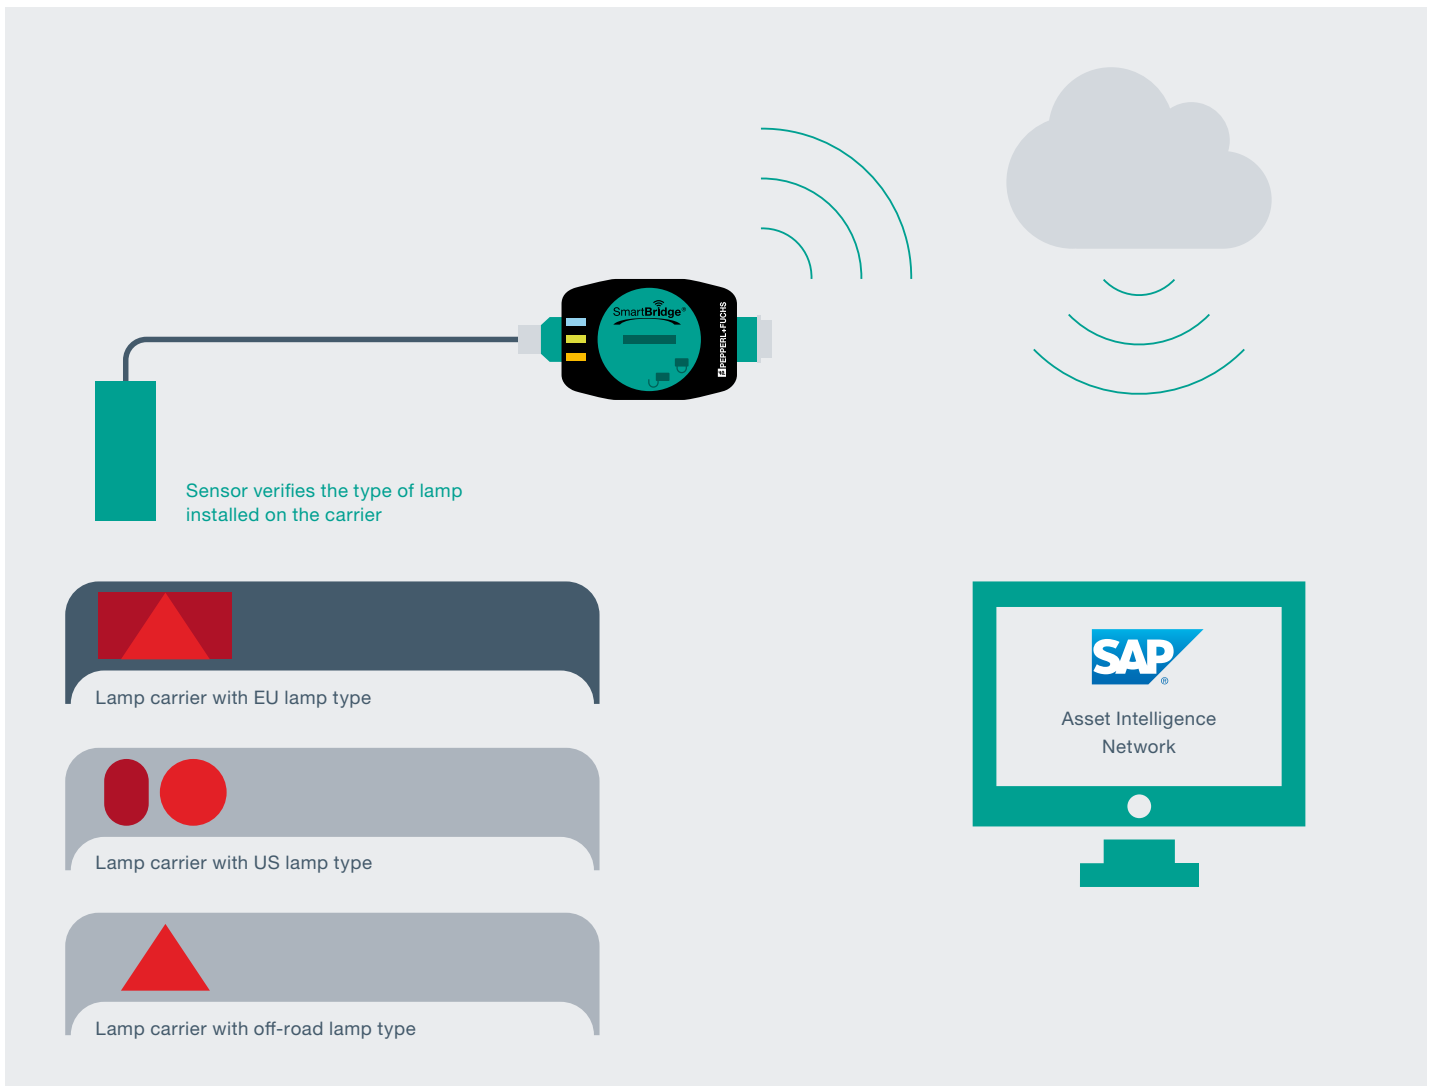 SmartBridge®
PEPPERL+FUCHS
Sensor verifies the type of lamp
installed on the carrier
Lamp carrier with EU lamp type
Lamp carrier with US lamp type
Lamp carrier with off-road lamp type
SAP®
Asset Intelligence
Network